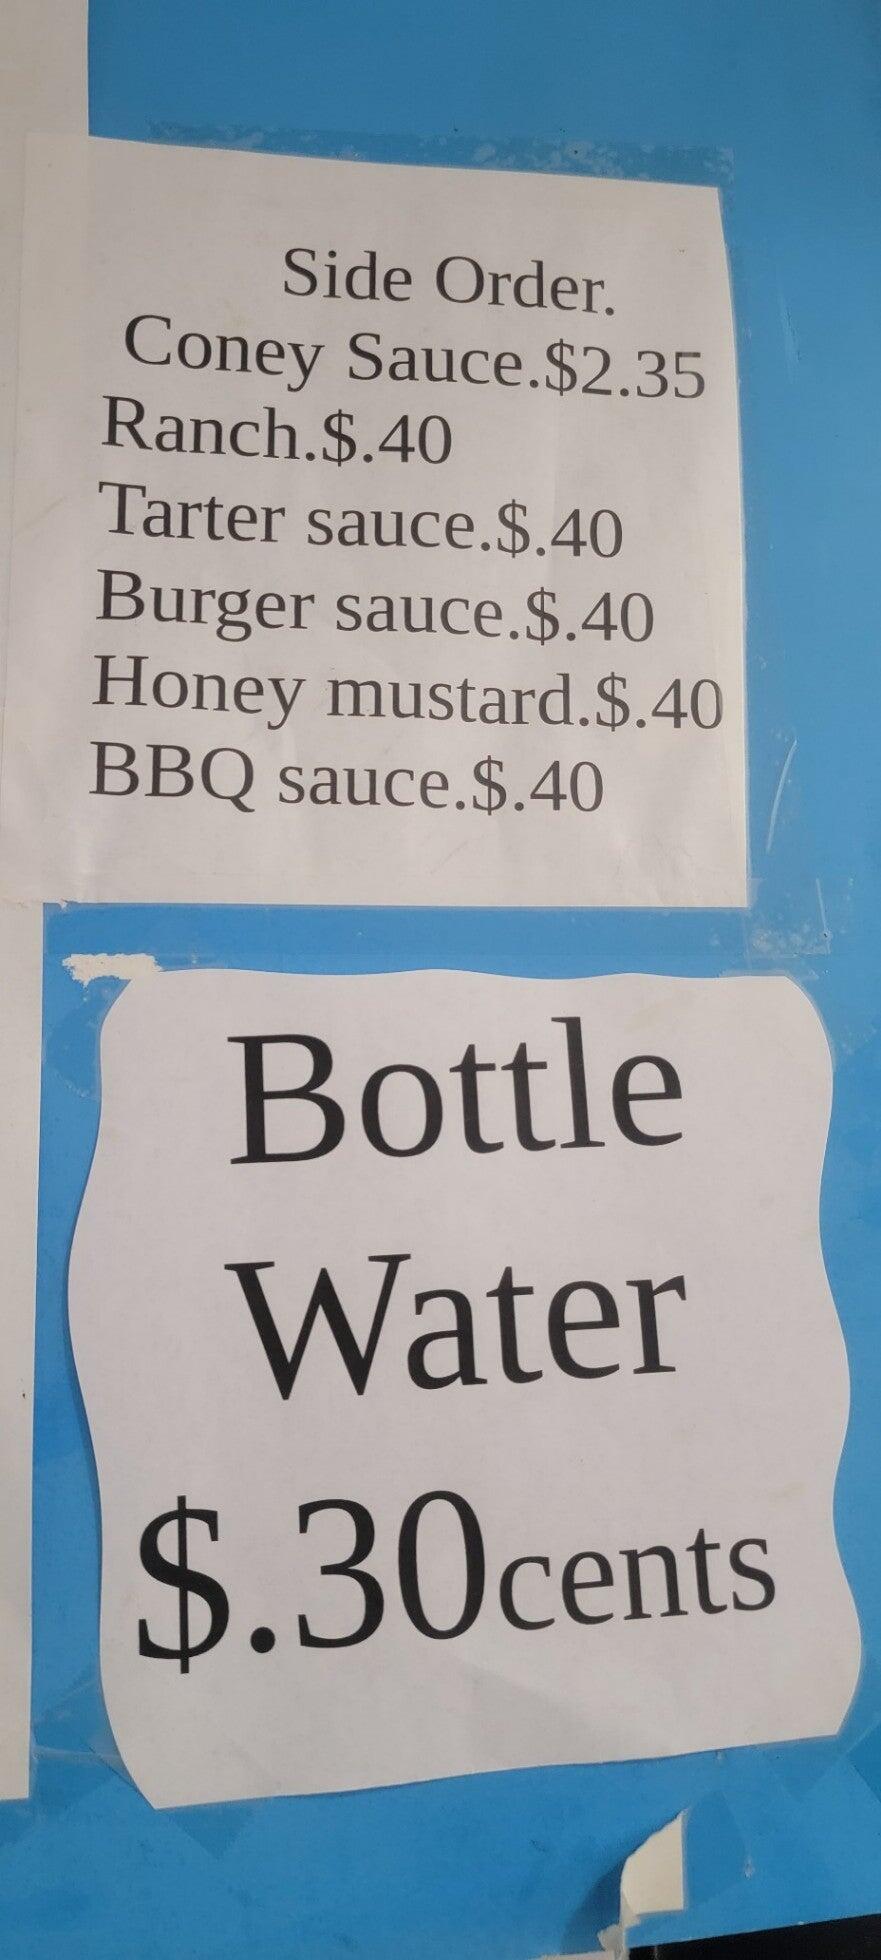 Side Order.
Coney Sauce.$2.35
Ranch.$.40
Tarter sauce.$.40
Burger sauce.$.40
Honey mustard.$.40
BBQ sauce.$.40
Bottle
Water
$.30cents